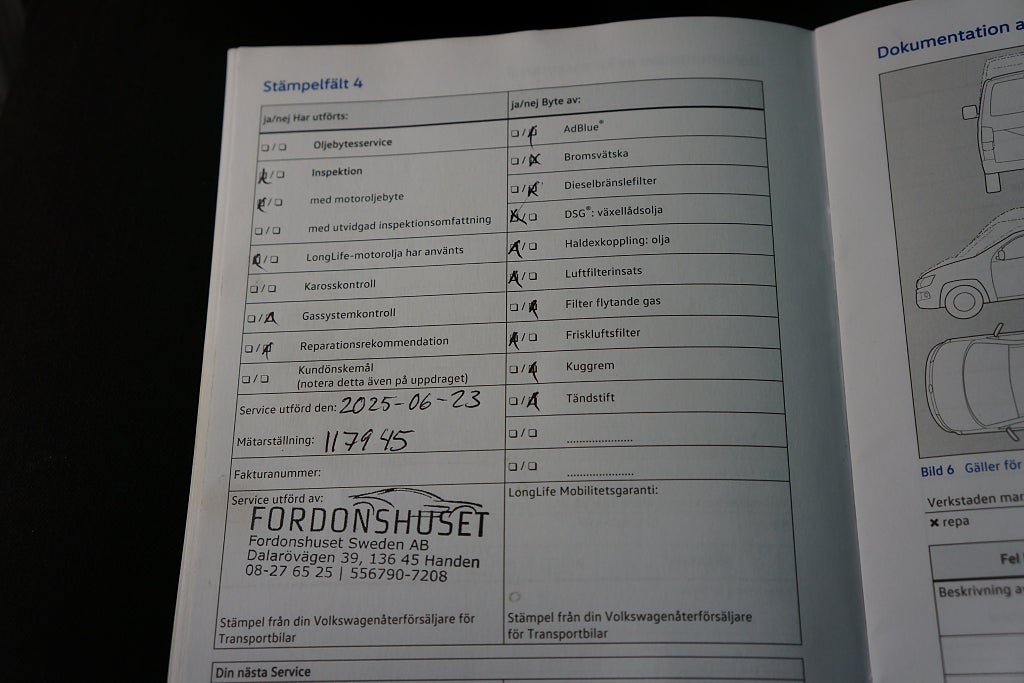 Stämpelfält 4
ja/nej Har utförts:
☐/☐ Oljebytesservice
☒/☐ Inspektion
☒/☐ med motoroljebyte
☐/☐ med utvidgad inspektionsomfattning
☒/☐ LongLife-motorolja har använts
☐/☐ Karosskontroll
☐/☒ Gassystemkontroll
☐/☒ Reparationsrekommendation
☐/☐ Kundönskemål
(notera detta även på uppdraget)
Service utförd den: 2025-06-23
Mätarställning: 117945
Fakturanummer:
Service utförd av:
FORDONSHUSET
Fordonshuset Sweden AB
Dalarövägen 39, 136 45 Handen
08-27 65 25 | 556790-7208
Stämpel från din Volkswagenåterförsäljare för
Transportbilar
ja/nej Byte av:
☐/☒ AdBlue®
☐/☒ Bromsvätska
☐/☒ Dieselbränslefilter
☒/☐ DSG®: växellådsolja
☒/☐ Haldexkoppling: olja
☒/☐ Luftfilterinsats
☐/☒ Filter flytande gas
☒/☐ Friskluftsfilter
☐/☒ Kuggrem
☐/☒ Tändstift
☐/☐ ....................
☐/☐ ....................
LongLife Mobilitetsgaranti:
Stämpel från din Volkswagenåterförsäljare
för Transportbilar
Din nästa Service
Dokumentation a
Bild 6 Gäller för
Verkstaden mar
✖ repa
Fel
Beskrivning a